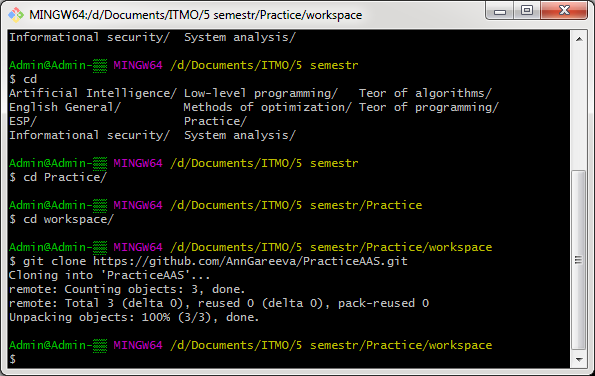 MINGW64:/d/Documents/ITMO/5 semestr/Practice/workspace
Informational security/  System analysis/
Admin@Admin-▒▒ MINGW64 /d/Documents/ITMO/5 semestr
$ cd
Artificial Intelligence/ Low-level programming/   Teor of algorithms/
English General/         Methods of optimization/ Teor of programming/
ESP/                     Practice/
Informational security/  System analysis/
Admin@Admin-▒▒ MINGW64 /d/Documents/ITMO/5 semestr
$ cd Practice/
Admin@Admin-▒▒ MINGW64 /d/Documents/ITMO/5 semestr/Practice
$ cd workspace/
Admin@Admin-▒▒ MINGW64 /d/Documents/ITMO/5 semestr/Practice/workspace
$ git clone https://github.com/AnnGareeva/PracticeAAS.git
Cloning into 'PracticeAAS'...
remote: Counting objects: 3, done.
remote: Total 3 (delta 0), reused 0 (delta 0), pack-reused 0
Unpacking objects: 100% (3/3), done.
Admin@Admin-▒▒ MINGW64 /d/Documents/ITMO/5 semestr/Practice/workspace
$